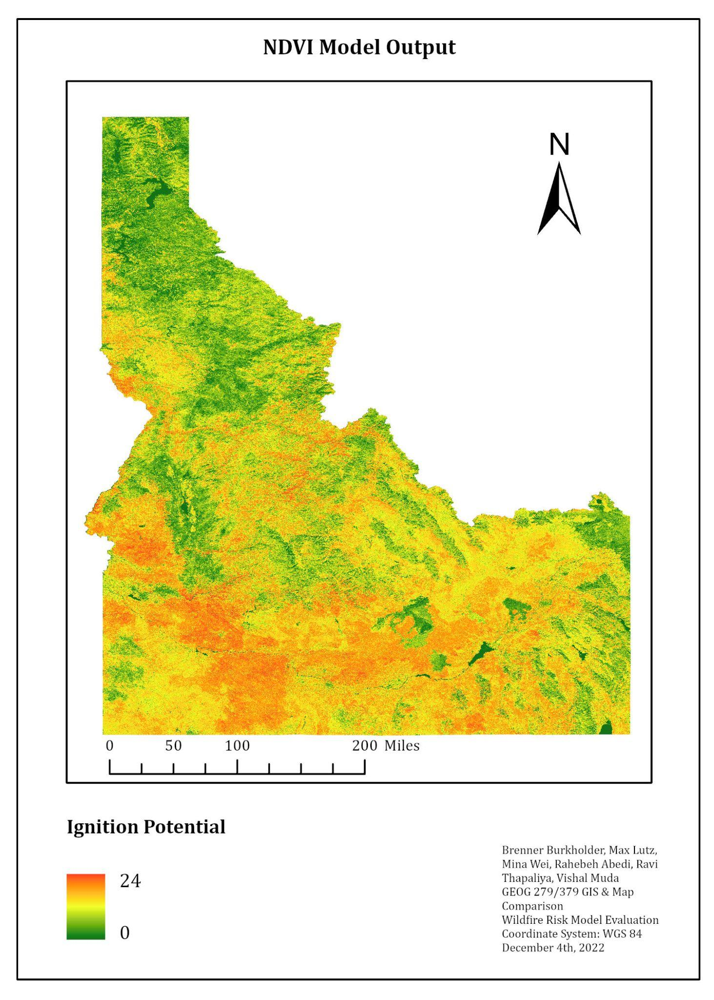 NDVI Model Output
N
0 50 100 200 Miles
Ignition Potential
24
0
Brenner Burkholder, Max Lutz,
Mina Wei, Rahebeh Abedi, Ravi
Thapaliya, Vishal Muda
GEOG 279/379 GIS & Map
Comparison
Wildfire Risk Model Evaluation
Coordinate System: WGS 84
December 4th, 2022